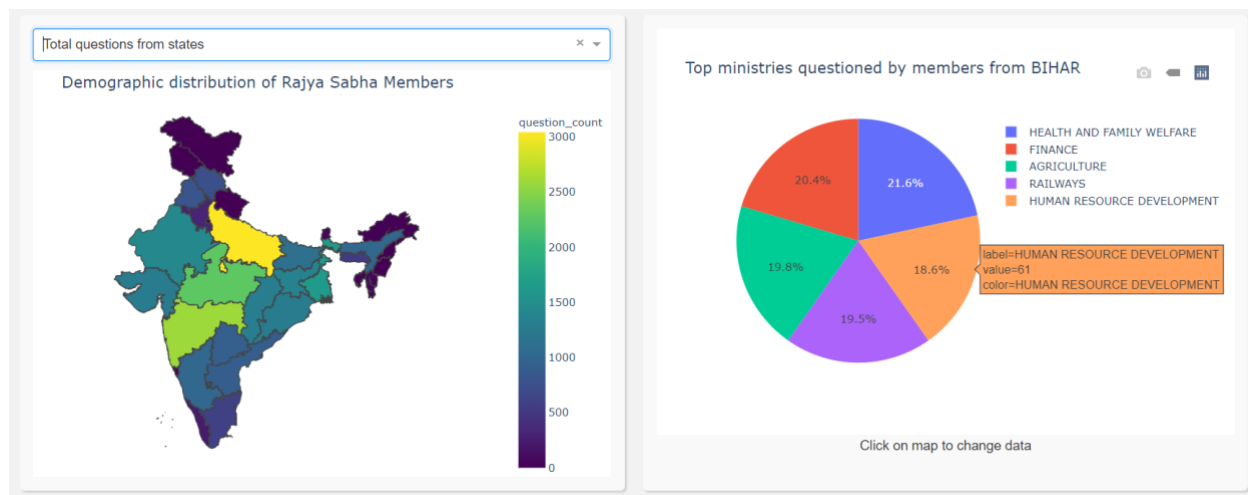 Total questions from states
Demographic distribution of Rajya Sabha Members
question_count
3000
2500
2000
1500
1000
500
0
Top ministries questioned by members from BIHAR
HEALTH AND FAMILY WELFARE
FINANCE
AGRICULTURE
RAILWAYS
HUMAN RESOURCE DEVELOPMENT
20.4%
21.6%
19.8%
18.6%
19.5%
label=HUMAN RESOURCE DEVELOPMENT
value=61
color=HUMAN RESOURCE DEVELOPMENT
Click on map to change data